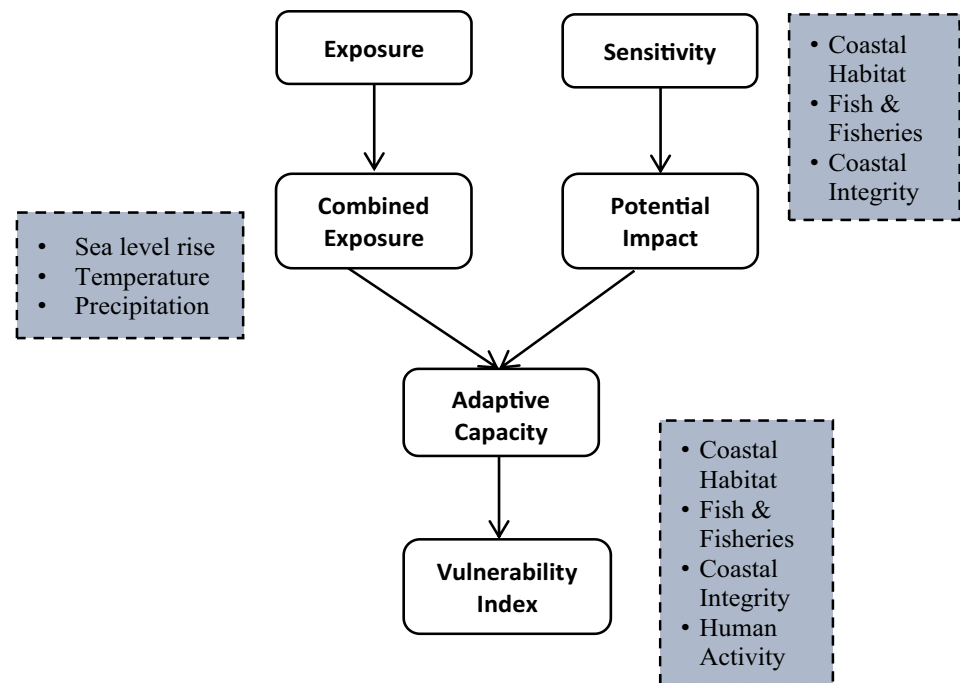 Exposure
Sensitivity
• Coastal
Habitat
• Fish &
Fisheries
• Coastal
Integrity
Combined
Exposure
Potential
Impact
• Sea level rise
• Temperature
• Precipitation
Adaptive
Capacity
• Coastal
Habitat
• Fish &
Fisheries
• Coastal
Integrity
• Human
Activity
Vulnerability
Index